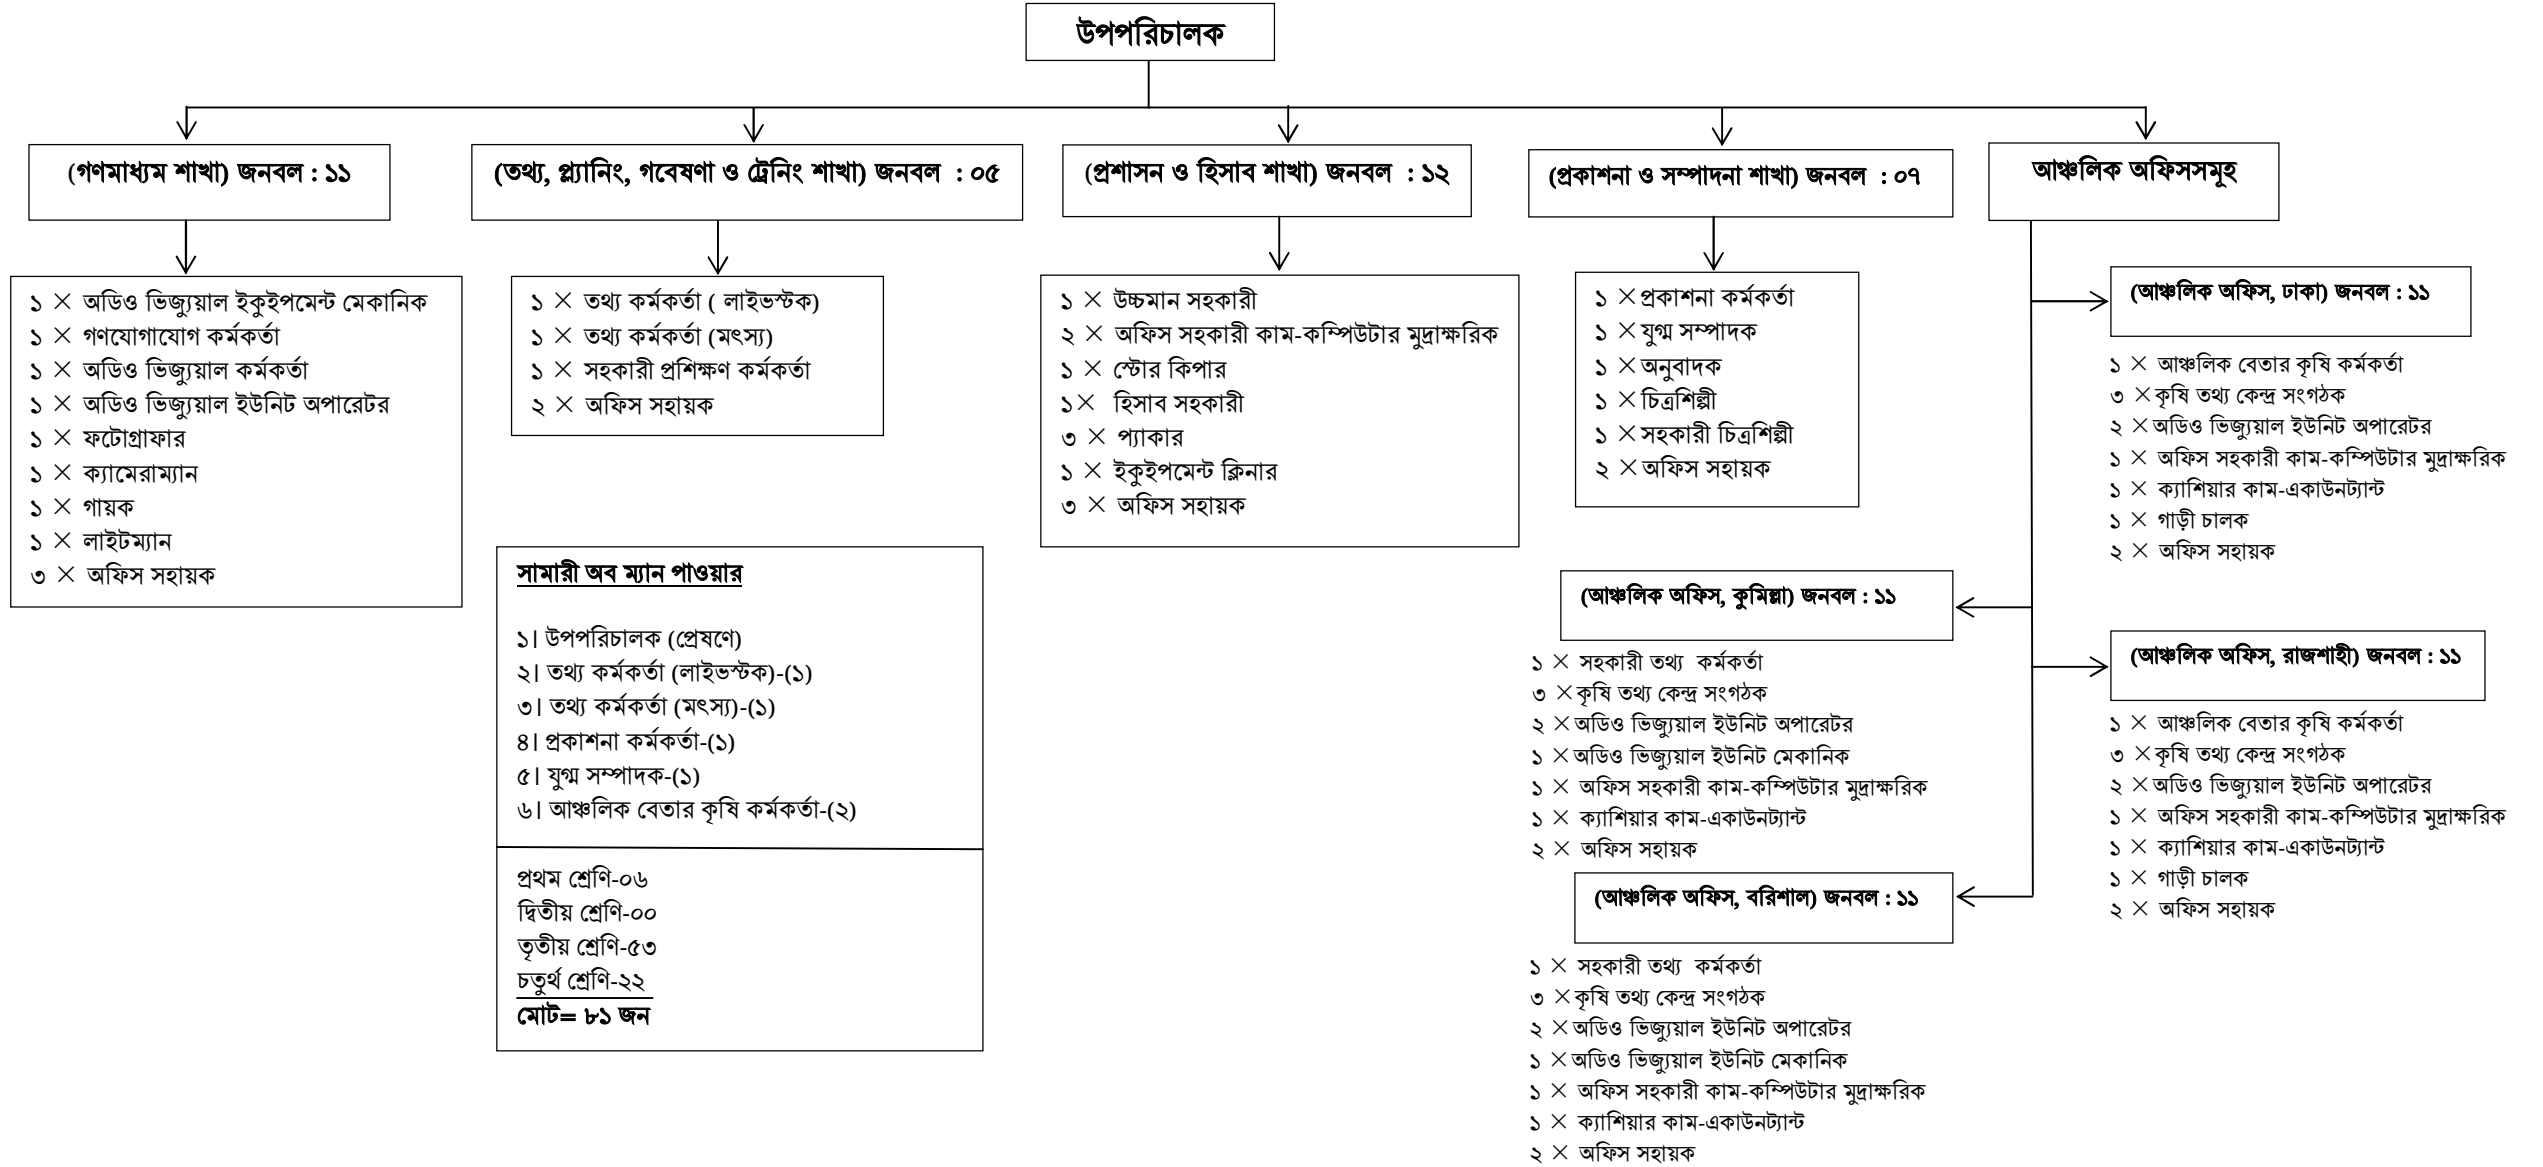 উপপরিচালক
(গণমাধ্যম শাখা) জনবল : ১১
১ × অডিও ভিজ্যুয়াল ইকুইপমেন্ট মেকানিক
১ × গণযোগাযোগ কর্মকর্তা
১ × অডিও ভিজ্যুয়াল কর্মকর্তা
১ × অডিও ভিজ্যুয়াল ইউনিট অপারেটর
১ × ফটোগ্রাফার
১ × ক্যামেরাম্যান
১ × গায়ক
১ × লাইটম্যান
৩ × অফিস সহায়ক
(তথ্য, প্ল্যানিং, গবেষণা ও ট্রেনিং শাখা) জনবল : ০৫
১ × তথ্য কর্মকর্তা ( লাইভস্টক)
১ × তথ্য কর্মকর্তা (মৎস্য)
১ × সহকারী প্রশিক্ষণ কর্মকর্তা
২ × অফিস সহায়ক
সামারী অব ম্যান পাওয়ার
১। উপপরিচালক (প্রেষণে)
২। তথ্য কর্মকর্তা (লাইভস্টক)-(১)
৩। তথ্য কর্মকর্তা (মৎস্য)-(১)
৪। প্রকাশনা কর্মকর্তা-(১)
৫। যুগ্ম সম্পাদক-(১)
৬। আঞ্চলিক বেতার কৃষি কর্মকর্তা-(২)
প্রথম শ্রেণি-০৬
দ্বিতীয় শ্রেণি-০০
তৃতীয় শ্রেণি-৫৩
চতুর্থ শ্রেণি-২২
মোট= ৮১ জন
(প্রশাসন ও হিসাব শাখা) জনবল : ১২
১ × উচ্চমান সহকারী
২ × অফিস সহকারী কাম-কম্পিউটার মুদ্রাক্ষরিক
১ × স্টোর কিপার
১× হিসাব সহকারী
৩ × প্যাকার
১ × ইকুইপমেন্ট ক্লিনার
৩ × অফিস সহায়ক
(প্রকাশনা ও সম্পাদনা শাখা) জনবল : ০৭
১ ×প্রকাশনা কর্মকর্তা
১ ×যুগ্ম সম্পাদক
১ ×অনুবাদক
১ ×চিত্রশিল্পী
১ ×সহকারী চিত্রশিল্পী
২ ×অফিস সহায়ক
আঞ্চলিক অফিসসমূহ
(আঞ্চলিক অফিস, ঢাকা) জনবল : ১১
১ × আঞ্চলিক বেতার কৃষি কর্মকর্তা
৩ ×কৃষি তথ্য কেন্দ্র সংগঠক
২ ×অডিও ভিজ্যুয়াল ইউনিট অপারেটর
১ × অফিস সহকারী কাম-কম্পিউটার মুদ্রাক্ষরিক
১ × ক্যাশিয়ার কাম-একাউনট্যান্ট
১ × গাড়ী চালক
২ × অফিস সহায়ক
(আঞ্চলিক অফিস, কুমিল্লা) জনবল : ১১
১ × সহকারী তথ্য কর্মকর্তা
৩ ×কৃষি তথ্য কেন্দ্র সংগঠক
২ ×অডিও ভিজ্যুয়াল ইউনিট অপারেটর
১ ×অডিও ভিজ্যুয়াল ইউনিট মেকানিক
১ × অফিস সহকারী কাম-কম্পিউটার মুদ্রাক্ষরিক
১ × ক্যাশিয়ার কাম-একাউনট্যান্ট
২ × অফিস সহায়ক
(আঞ্চলিক অফিস, রাজশাহী) জনবল : ১১
১ × আঞ্চলিক বেতার কৃষি কর্মকর্তা
৩ ×কৃষি তথ্য কেন্দ্র সংগঠক
২ ×অডিও ভিজ্যুয়াল ইউনিট অপারেটর
১ × অফিস সহকারী কাম-কম্পিউটার মুদ্রাক্ষরিক
১ × ক্যাশিয়ার কাম-একাউনট্যান্ট
১ × গাড়ী চালক
২ × অফিস সহায়ক
(আঞ্চলিক অফিস, বরিশাল) জনবল : ১১
১ × সহকারী তথ্য কর্মকর্তা
৩ ×কৃষি তথ্য কেন্দ্র সংগঠক
২ ×অডিও ভিজ্যুয়াল ইউনিট অপারেটর
১ ×অডিও ভিজ্যুয়াল ইউনিট মেকানিক
১ × অফিস সহকারী কাম-কম্পিউটার মুদ্রাক্ষরিক
১ × ক্যাশিয়ার কাম-একাউনট্যান্ট
২ × অফিস সহায়ক